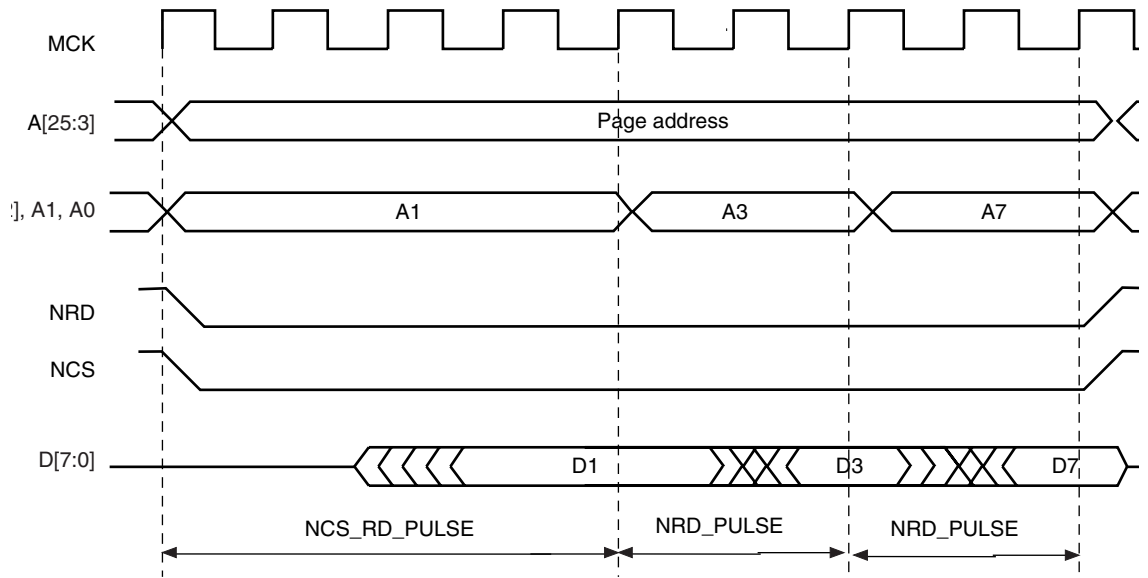 MCK
A[25:3]
Page address
], A1, A0
A1
A3
A7
NRD
NCS
D[7:0]
D1
D3
D7
NCS_RD_PULSE
NRD_PULSE
NRD_PULSE